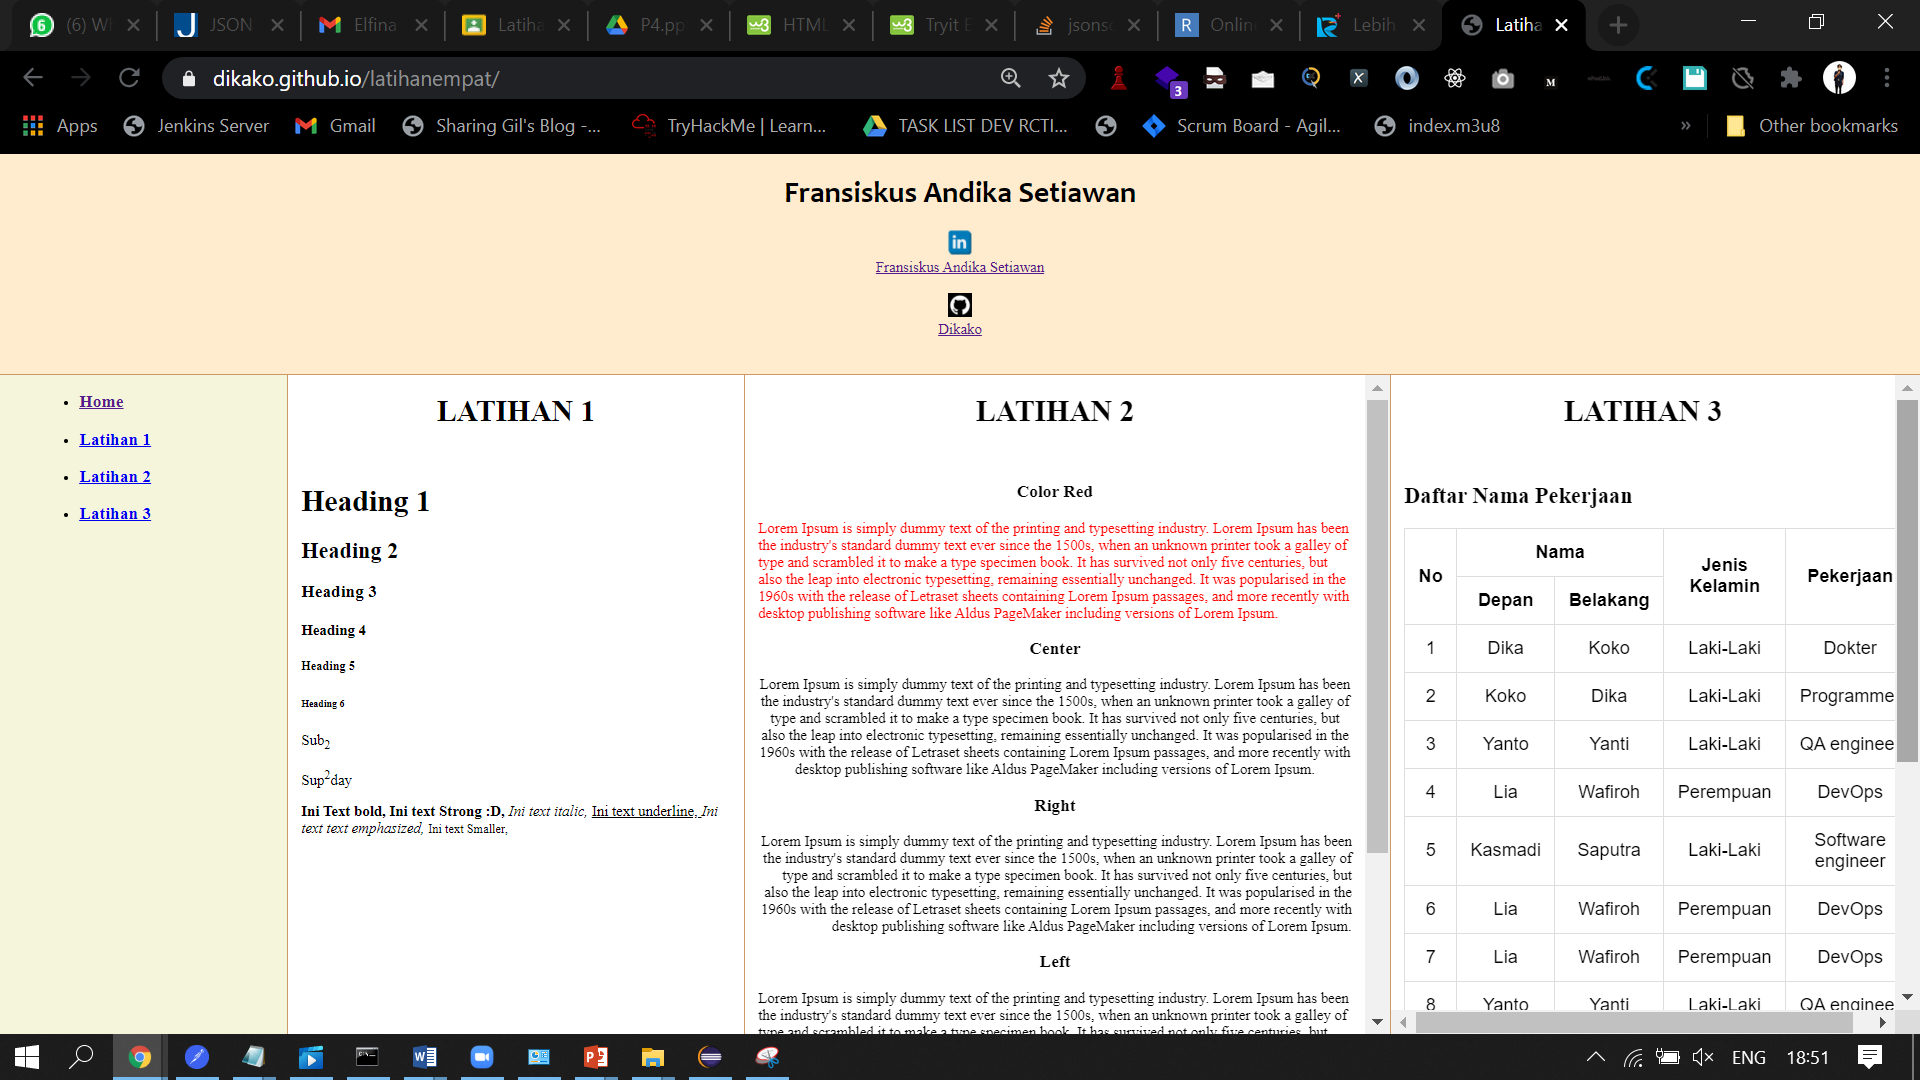 6 (6) W JSON Elfina Latiha P4.pp HTML Tryit E jsonso Onlin Lebih Latiha
dikako.github.io/latihanempat/
3
Apps Jenkins Server Gmail Sharing Gil's Blog -... TryHackMe | Learn... TASK LIST DEV RCTI... Scrum Board - Agil... index.m3u8 » Other bookmarks
Fransiskus Andika Setiawan
in
Fransiskus Andika Setiawan
Dikako
Home
Latihan 1
Latihan 2
Latihan 3
LATIHAN 1
Heading 1
Heading 2
Heading 3
Heading 4
Heading 5
Heading 6
Sub2
Sup2day
Ini Text bold, Ini text Strong :D, Ini text italic, Ini text underline, Ini
text text emphasized, Ini text Smaller,
LATIHAN 2
Color Red
Lorem Ipsum is simply dummy text of the printing and typesetting industry. Lorem Ipsum has been
the industry's standard dummy text ever since the 1500s, when an unknown printer took a galley of
type and scrambled it to make a type specimen book. It has survived not only five centuries, but
also the leap into electronic typesetting, remaining essentially unchanged. It was popularised in the
1960s with the release of Letraset sheets containing Lorem Ipsum passages, and more recently with
desktop publishing software like Aldus PageMaker including versions of Lorem Ipsum.
Center
Lorem Ipsum is simply dummy text of the printing and typesetting industry. Lorem Ipsum has been
the industry's standard dummy text ever since the 1500s, when an unknown printer took a galley of
type and scrambled it to make a type specimen book. It has survived not only five centuries, but
also the leap into electronic typesetting, remaining essentially unchanged. It was popularised in the
1960s with the release of Letraset sheets containing Lorem Ipsum passages, and more recently with
desktop publishing software like Aldus PageMaker including versions of Lorem Ipsum.
Right
Lorem Ipsum is simply dummy text of the printing and typesetting industry. Lorem Ipsum has been
the industry's standard dummy text ever since the 1500s, when an unknown printer took a galley of
type and scrambled it to make a type specimen book. It has survived not only five centuries, but
also the leap into electronic typesetting, remaining essentially unchanged. It was popularised in the
1960s with the release of Letraset sheets containing Lorem Ipsum passages, and more recently with
desktop publishing software like Aldus PageMaker including versions of Lorem Ipsum.
Left
Lorem Ipsum is simply dummy text of the printing and typesetting industry. Lorem Ipsum has been
the industry's standard dummy text ever since the 1500s, when an unknown printer took a galley of
type and scrambled it to make a type specimen book. It has survived not only five centuries, but
LATIHAN 3
Daftar Nama Pekerjaan
No Nama Jenis Kelamin Pekerjaan
Depan Belakang
1 Dika Koko Laki-Laki Dokter
2 Koko Dika Laki-Laki Programme
3 Yanto Yanti Laki-Laki QA enginee
4 Lia Wafiroh Perempuan DevOps
5 Kasmadi Saputra Laki-Laki Software engineer
6 Lia Wafiroh Perempuan DevOps
7 Lia Wafiroh Perempuan DevOps
8 Yanto Yanti Laki-Laki QA enginee
ENG 18:51